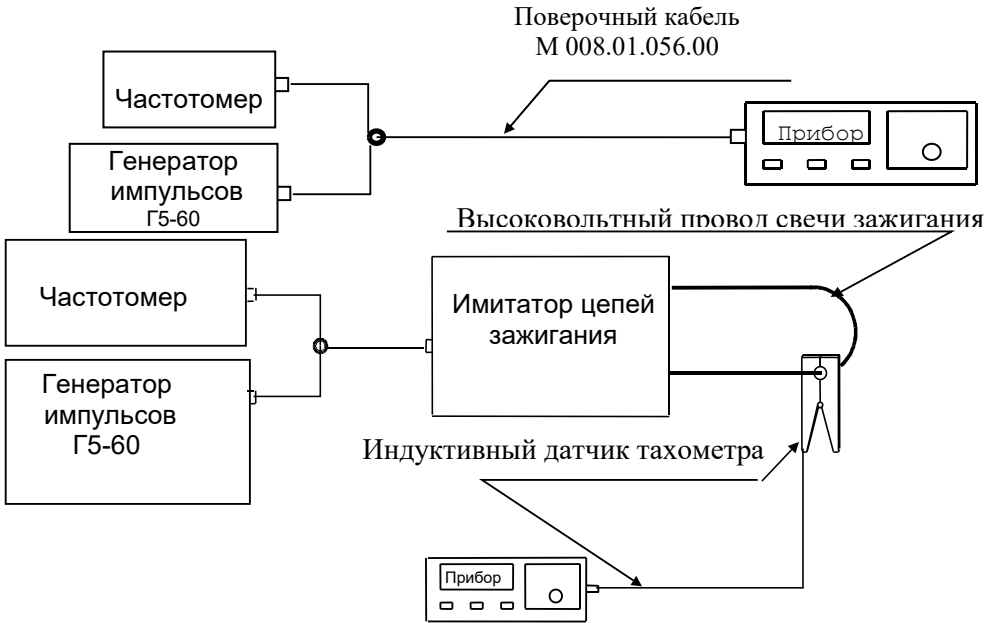 Поверочный кабель
М 008.01.056.00
Частотомер
Прибор
Генератор
импульсов
Г5-60
Высоковольтный провод свечи зажигания
Частотомер
Имитатор цепей
зажигания
Генератор
импульсов
Г5-60
Индуктивный датчик тахометра
Прибор